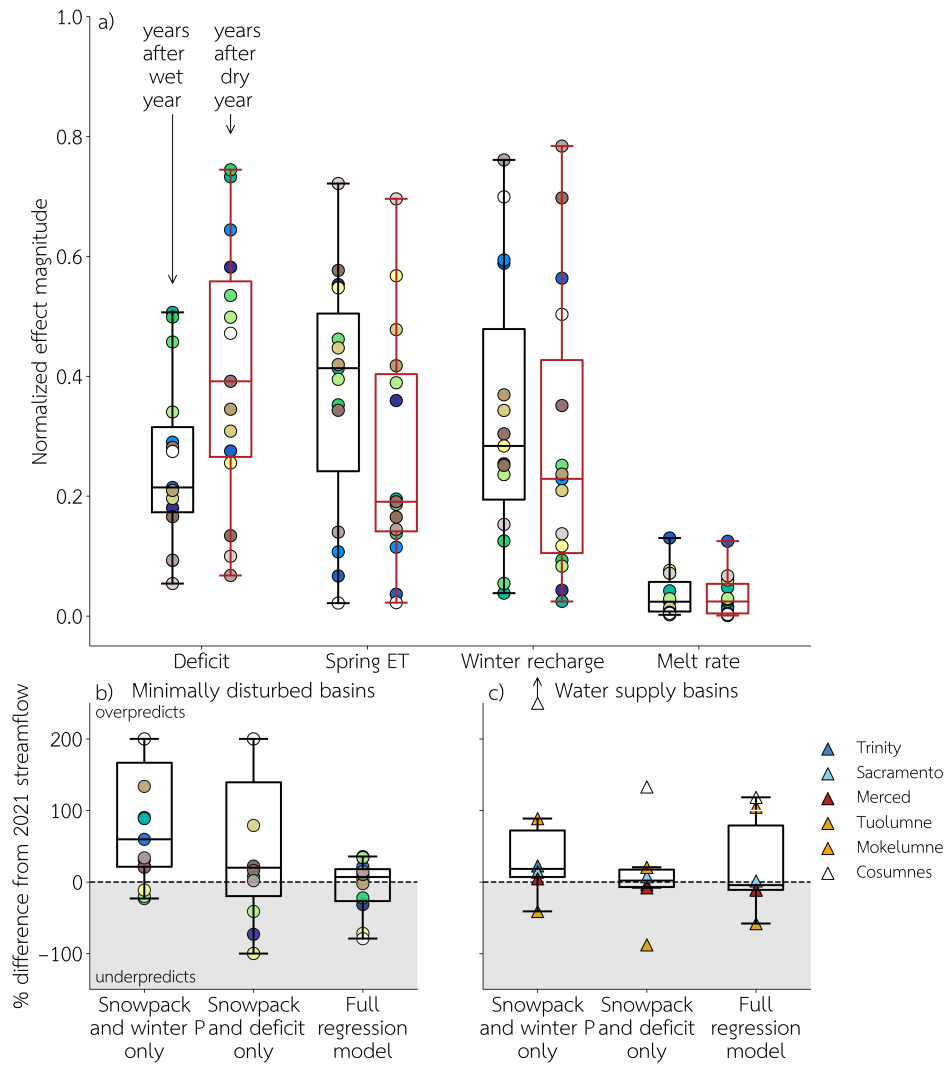 a)
years after wet year
years after dry year
Normalized effect magnitude
1.0
0.8
0.6
0.4
0.2
0.0
Deficit
Spring ET
Winter recharge
Melt rate
b) Minimally disturbed basins
overpredicts
% difference from 2021 streamflow
200
100
0
−100
underpredicts
Snowpack
and winter P
only
Snowpack
and deficit
only
Full
regression
model
c) Water supply basins
Snowpack
and winter P
only
Snowpack
and deficit
only
Full
regression
model
Trinity
Sacramento
Merced
Tuolumne
Mokelumne
Cosumnes